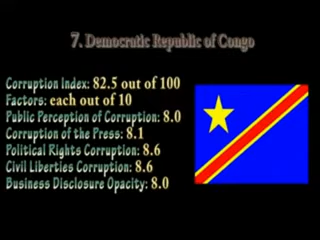 7. Democratic Republic of Congo
Corruption Index: 82.5 out of 100
Factors: each out of 10
Public Perception of Corruption: 8.0
Corruption of the Press: 8.1
Political Rights Corruption: 8.6
Civil Liberties Corruption: 8.6
Business Disclosure Opacity: 8.0